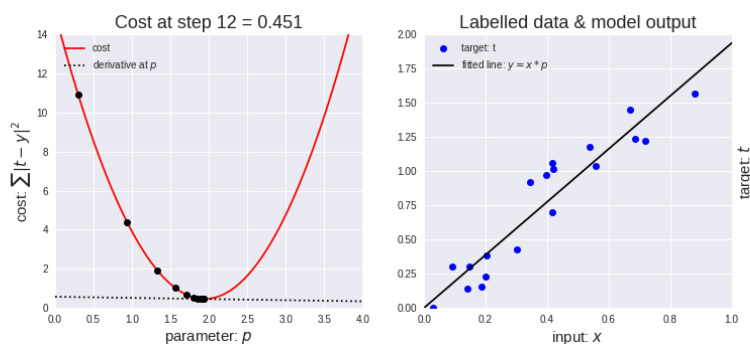 Cost at step 12 = 0.451
14
12
10
8
6
4
2
0
cost: ∑|t − y|²
cost
derivative at p
0.0 0.5 1.0 1.5 2.0 2.5 3.0 3.5 4.0
parameter: p
Labelled data & model output
2.00
1.75
1.50
1.25
1.00
0.75
0.50
0.25
0.00
target: t
fitted line: y = x * p
target: t
0.0 0.2 0.4 0.6 0.8 1.0
input: x